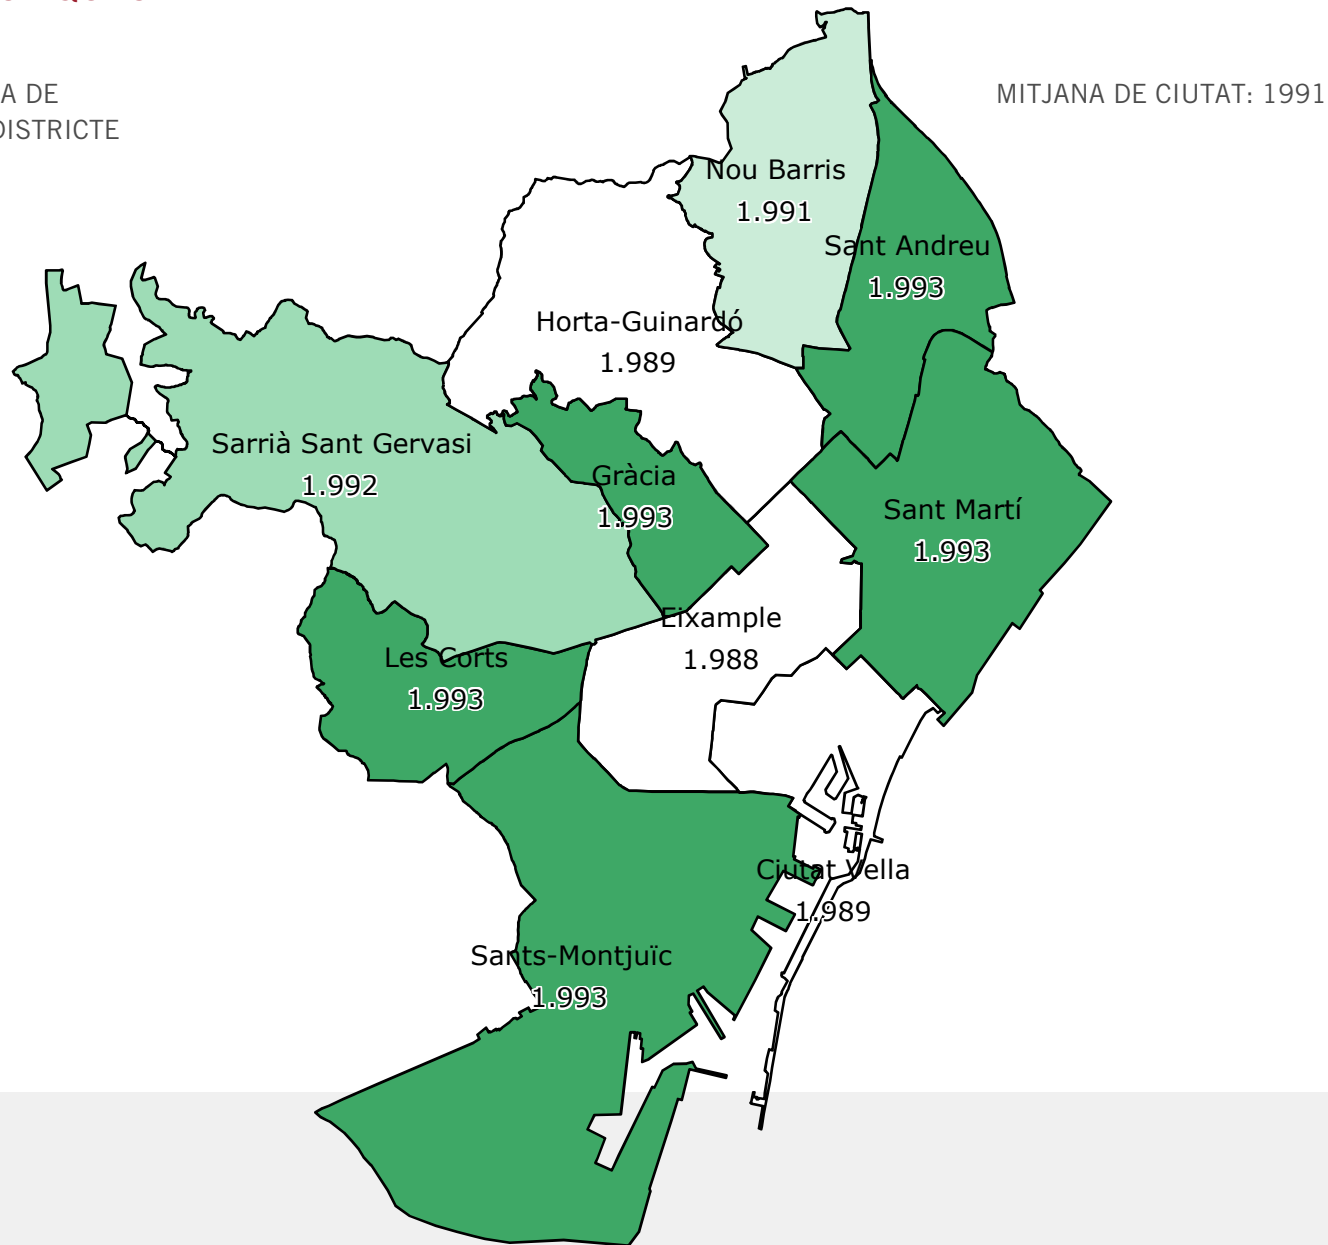 A DE
DISTRICTE
MITJANA DE CIUTAT: 1991
Nou Barris
1.991
Sant Andreu
1.993
Horta-Guinardó
1.989
Sarrià Sant Gervasi
1.992
Gràcia
1.993
Sant Martí
1.993
Eixample
1.988
Les Corts
1.993
Ciutat Vella
1.989
Sants-Montjuïc
1.993